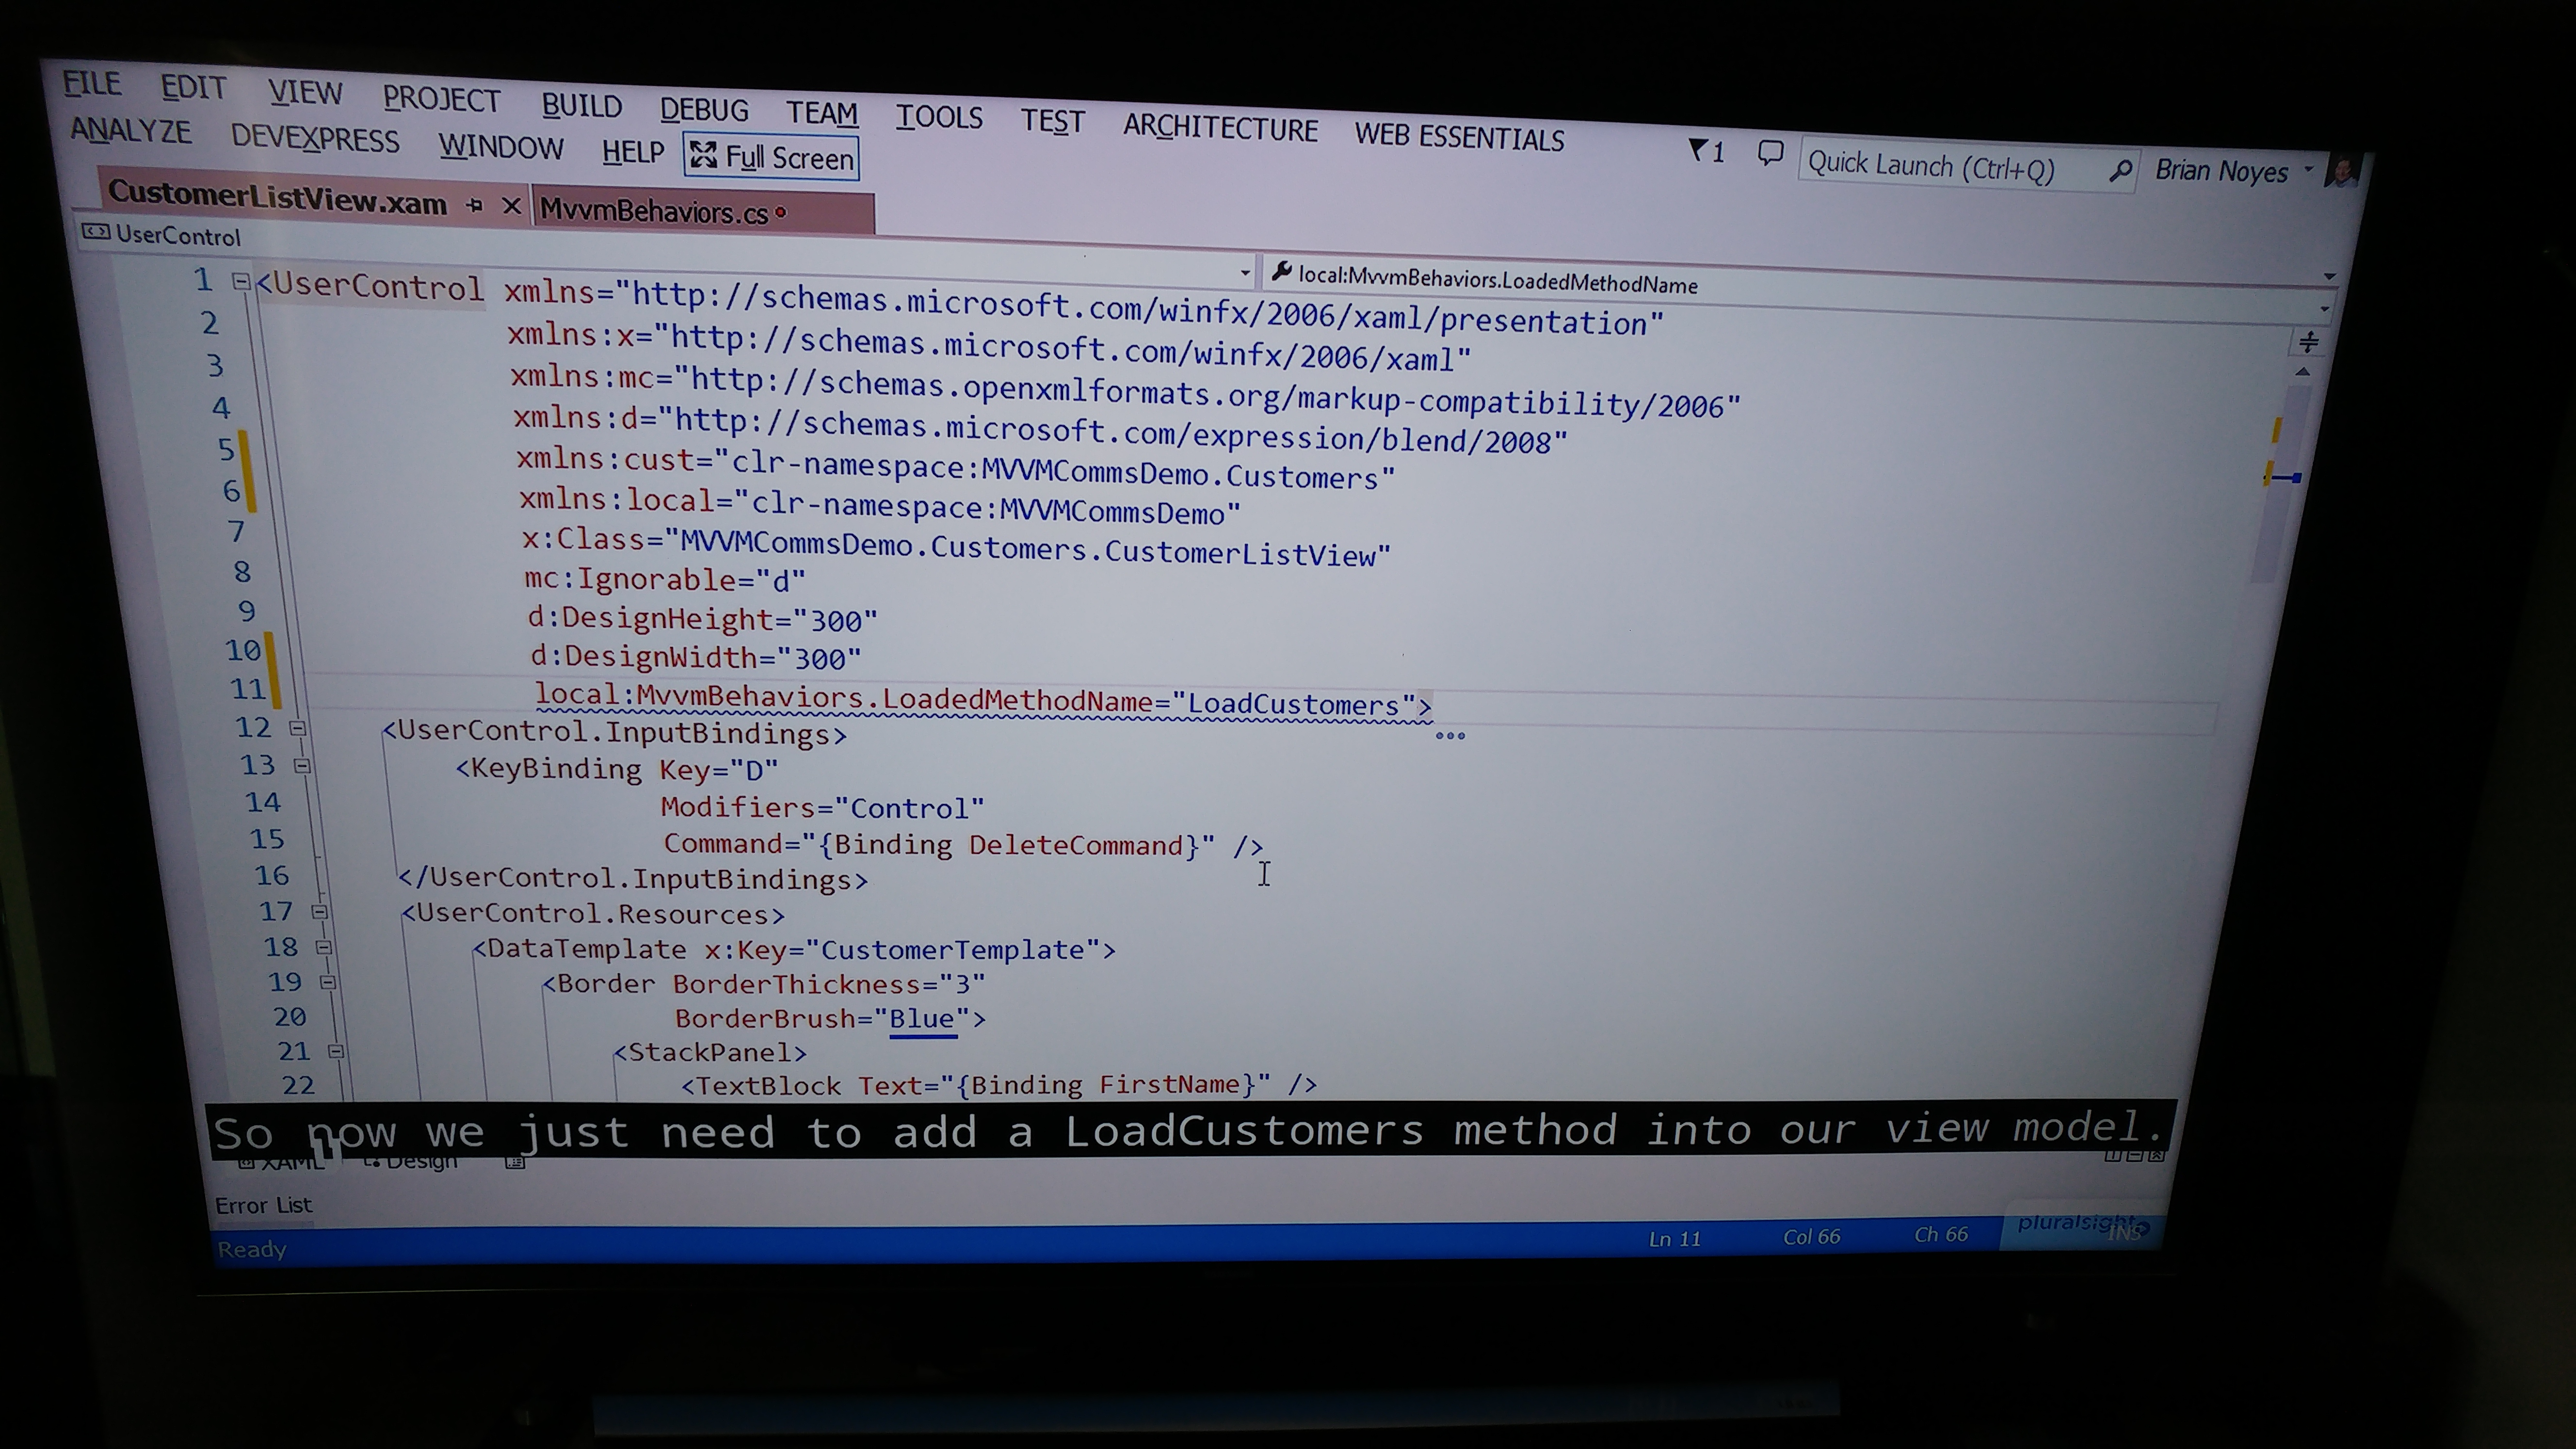 FILE EDIT VIEW PROJECT BUILD DEBUG TEAM TOOLS TEST ARCHITECTURE WEB ESSENTIALS
1 Quick Launch (Ctrl+Q) Brian Noyes
ANALYZE DEVEXPRESS WINDOW HELP Full Screen
CustomerListView.xam MvvmBehaviors.cs
UserControl local:MvvmBehaviors.LoadedMethodName
1 <UserControl xmlns="http://schemas.microsoft.com/winfx/2006/xaml/presentation"
2 xmlns:x="http://schemas.microsoft.com/winfx/2006/xaml"
3 xmlns:mc="http://schemas.openxmlformats.org/markup-compatibility/2006"
4 xmlns:d="http://schemas.microsoft.com/expression/blend/2008"
5 xmlns:cust="clr-namespace:MVVMCommsDemo.Customers"
6 xmlns:local="clr-namespace:MVVMCommsDemo"
7 x:Class="MVVMCommsDemo.Customers.CustomerListView"
8 mc:Ignorable="d"
9 d:DesignHeight="300"
10 d:DesignWidth="300"
11 local:MvvmBehaviors.LoadedMethodName="LoadCustomers">
12 <UserControl.InputBindings>
13 <KeyBinding Key="D"
14 Modifiers="Control"
15 Command="{Binding DeleteCommand}" />
16 </UserControl.InputBindings>
17 <UserControl.Resources>
18 <DataTemplate x:Key="CustomerTemplate">
19 <Border BorderThickness="3"
20 BorderBrush="Blue">
21 <StackPanel>
22 <TextBlock Text="{Binding FirstName}" />
So now we just need to add a LoadCustomers method into our view model.
XAML Design
Error List
Ready Ln 11 Col 66 Ch 66 INS
pluralsight